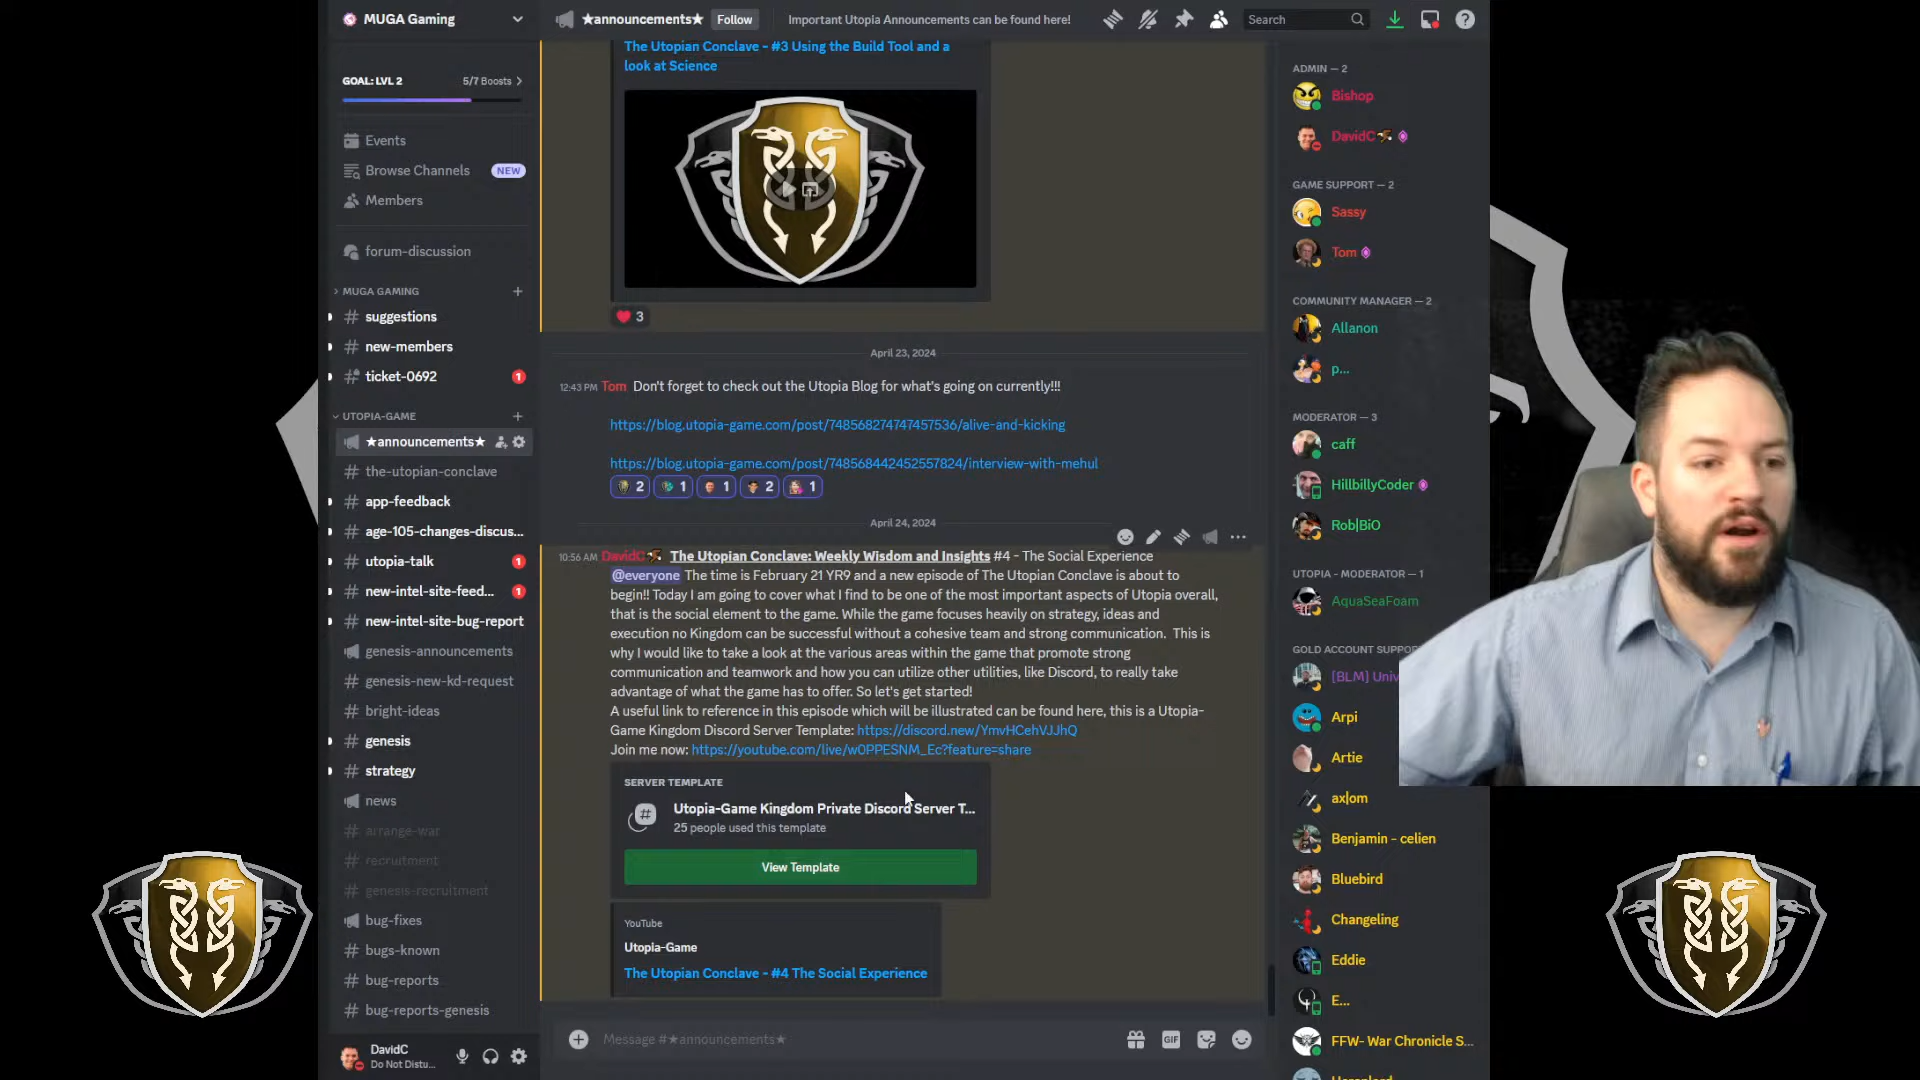 MUGA Gaming
GOAL: LVL 2 5/7 Boosts
Events
Browse Channels NEW
Members
forum-discussion
MUGA GAMING
suggestions
new-members
ticket-0692 1
UTOPIA-GAME
★announcements★
the-utopian-conclave
app-feedback
age-105-changes-discus...
utopia-talk 1
new-intel-site-feed... 1
new-intel-site-bug-report
genesis-announcements
genesis-new-kd-request
bright-ideas
genesis
strategy
news
arrange-war
recruitment
genesis-recruitment
bug-fixes
bugs-known
bug-reports
bug-reports-genesis
DavidC
Do Not Distu...
★announcements★ Follow Important Utopia Announcements can be found here! Search
The Utopian Conclave - #3 Using the Build Tool and a
look at Science
3
April 23, 2024
12:43 PM Tom Don't forget to check out the Utopia Blog for what's going on currently!!!
https://blog.utopia-game.com/post/748568274747457536/alive-and-kicking
https://blog.utopia-game.com/post/748568442452557824/interview-with-mehul
2 1 1 2 1
April 24, 2024
10:56 AM DavidC The Utopian Conclave: Weekly Wisdom and Insights #4 - The Social Experience
@everyone The time is February 21 YR9 and a new episode of The Utopian Conclave is about to
begin!! Today I am going to cover what I find to be one of the most important aspects of Utopia overall,
that is the social element to the game. While the game focuses heavily on strategy, ideas and
execution no Kingdom can be successful without a cohesive team and strong communication. This is
why I would like to take a look at the various areas within the game that promote strong
communication and teamwork and how you can utilize other utilities, like Discord, to really take
advantage of what the game has to offer. So let's get started!
A useful link to reference in this episode which will be illustrated can be found here, this is a Utopia-
Game Kingdom Discord Server Template: https://discord.new/YmvHCehVJJhQ
Join me now: https://youtube.com/live/w0PPESNM_Ec?feature=share
SERVER TEMPLATE
Utopia-Game Kingdom Private Discord Server T...
25 people used this template
View Template
YouTube
Utopia-Game
The Utopian Conclave - #4 The Social Experience
Message #★announcements★
GIF
ADMIN — 2
Bishop
DavidC
GAME SUPPORT — 2
Sassy
Tom
COMMUNITY MANAGER — 2
Allanon
p...
MODERATOR — 3
caff
HillbillyCoder
Rob|BiO
UTOPIA - MODERATOR — 1
AquaSeaFoam
GOLD ACCOUNT SUPPO
[BLM] Univ
Arpi
Artie
ax|om
Benjamin - celien
Bluebird
Changeling
Eddie
E...
FFW- War Chronicle S...